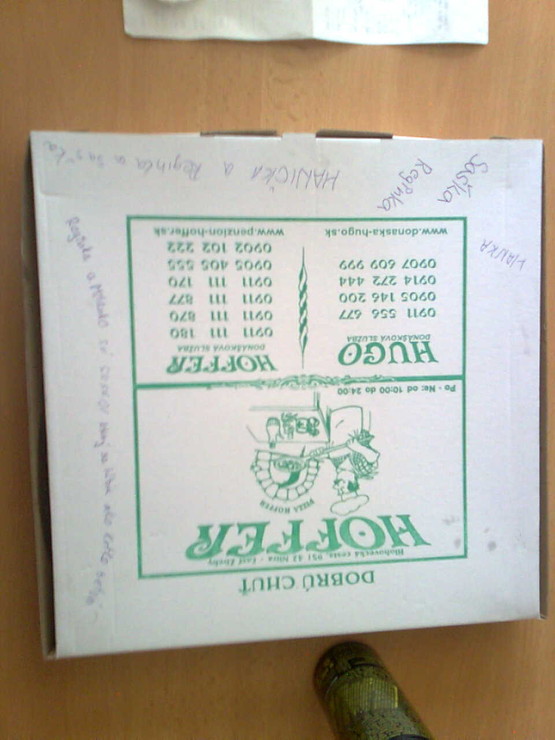 DOBRÚ CHUŤ
HOFFER
PIZZA HOFFER
Po - Ne: od 10:00 do 24:00
HUGO
DONÁŠKOVÁ SLUŽBA
0911 556 677
0905 146 200
0914 272 444
0907 609 999
www.donaska-hugo.sk
HOFFER
DONÁŠKOVÁ SLUŽBA
0911 111 180
0911 111 870
0911 111 877
0911 111 170
0905 405 555
0902 102 222
www.penzion-hoffer.sk
HANIČKA a Reginka a Saška
Saška
Reginka
HANKA